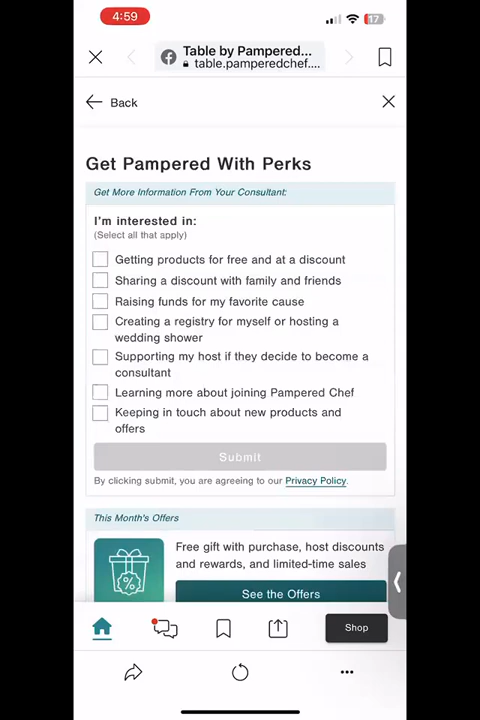 4:59
17
Table by Pampered...
table.pamperedchef....
Back
Get Pampered With Perks
Get More Information From Your Consultant:
I'm interested in:
(Select all that apply)
Getting products for free and at a discount
Sharing a discount with family and friends
Raising funds for my favorite cause
Creating a registry for myself or hosting a
wedding shower
Supporting my host if they decide to become a
consultant
Learning more about joining Pampered Chef
Keeping in touch about new products and
offers
Submit
By clicking submit, you are agreeing to our Privacy Policy.
This Month's Offers
Free gift with purchase, host discounts
and rewards, and limited-time sales
See the Offers
Shop